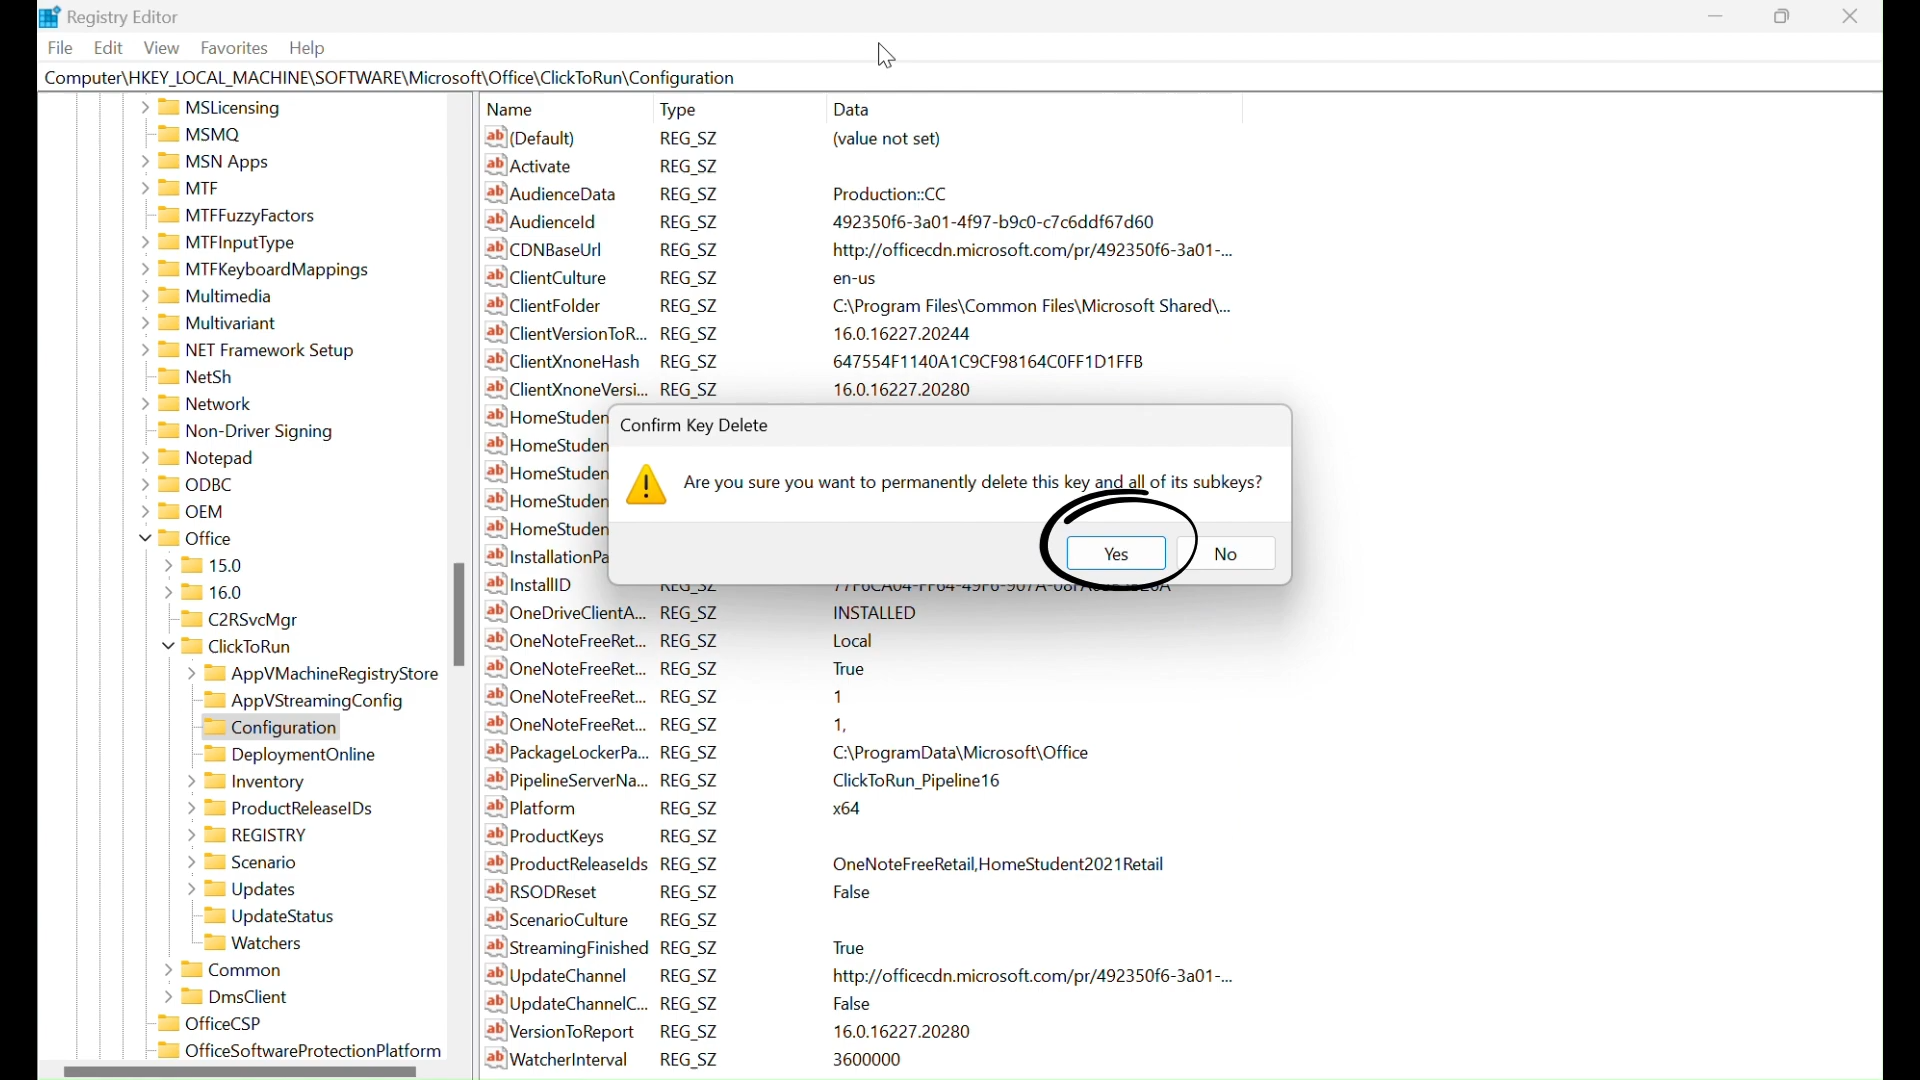 Registry Editor
File Edit View Favorites Help
Computer\HKEY_LOCAL_MACHINE\SOFTWARE\Microsoft\Office\ClickToRun\Configuration
MSLicensing
MSMQ
MSN Apps
MTF
MTFFuzzyFactors
MTFInputType
MTFKeyboardMappings
Multimedia
Multivariant
NET Framework Setup
NetSh
Network
Non-Driver Signing
Notepad
ODBC
OEM
Office
15.0
16.0
C2RSvcMgr
ClickToRun
AppVMachineRegistryStore
AppVStreamingConfig
Configuration
DeploymentOnline
Inventory
ProductReleaseIDs
REGISTRY
Scenario
Updates
UpdateStatus
Watchers
Common
DmsClient
OfficeCSP
OfficeSoftwareProtectionPlatform
Name Type Data
(Default) REG_SZ (value not set)
Activate REG_SZ
AudienceData REG_SZ Production::CC
AudienceId REG_SZ 492350f6-3a01-4f97-b9c0-c7c6ddf67d60
CDNBaseUrl REG_SZ http://officecdn.microsoft.com/pr/492350f6-3a01-...
ClientCulture REG_SZ en-us
ClientFolder REG_SZ C:\Program Files\Common Files\Microsoft Shared\...
ClientVersionToR... REG_SZ 16.0.16227.20244
ClientXnoneHash REG_SZ 647554F1140A1C9CF98164C0FF1D1FFB
ClientXnoneVersi... REG_SZ 16.0.16227.20280
HomeStuden
HomeStuden
HomeStuden
HomeStuden
HomeStuden
InstallationPa
InstallID REG_SZ
OneDriveClientA... REG_SZ INSTALLED
OneNoteFreeRet... REG_SZ Local
OneNoteFreeRet... REG_SZ True
OneNoteFreeRet... REG_SZ 1
OneNoteFreeRet... REG_SZ 1,
PackageLockerPa... REG_SZ C:\ProgramData\Microsoft\Office
PipelineServerNa... REG_SZ ClickToRun_Pipeline16
Platform REG_SZ x64
ProductKeys REG_SZ
ProductReleaseIds REG_SZ OneNoteFreeRetail,HomeStudent2021Retail
RSODReset REG_SZ False
ScenarioCulture REG_SZ
StreamingFinished REG_SZ True
UpdateChannel REG_SZ http://officecdn.microsoft.com/pr/492350f6-3a01-...
UpdateChannelC... REG_SZ False
VersionToReport REG_SZ 16.0.16227.20280
WatcherInterval REG_SZ 3600000
Confirm Key Delete
Are you sure you want to permanently delete this key and all of its subkeys?
Yes No